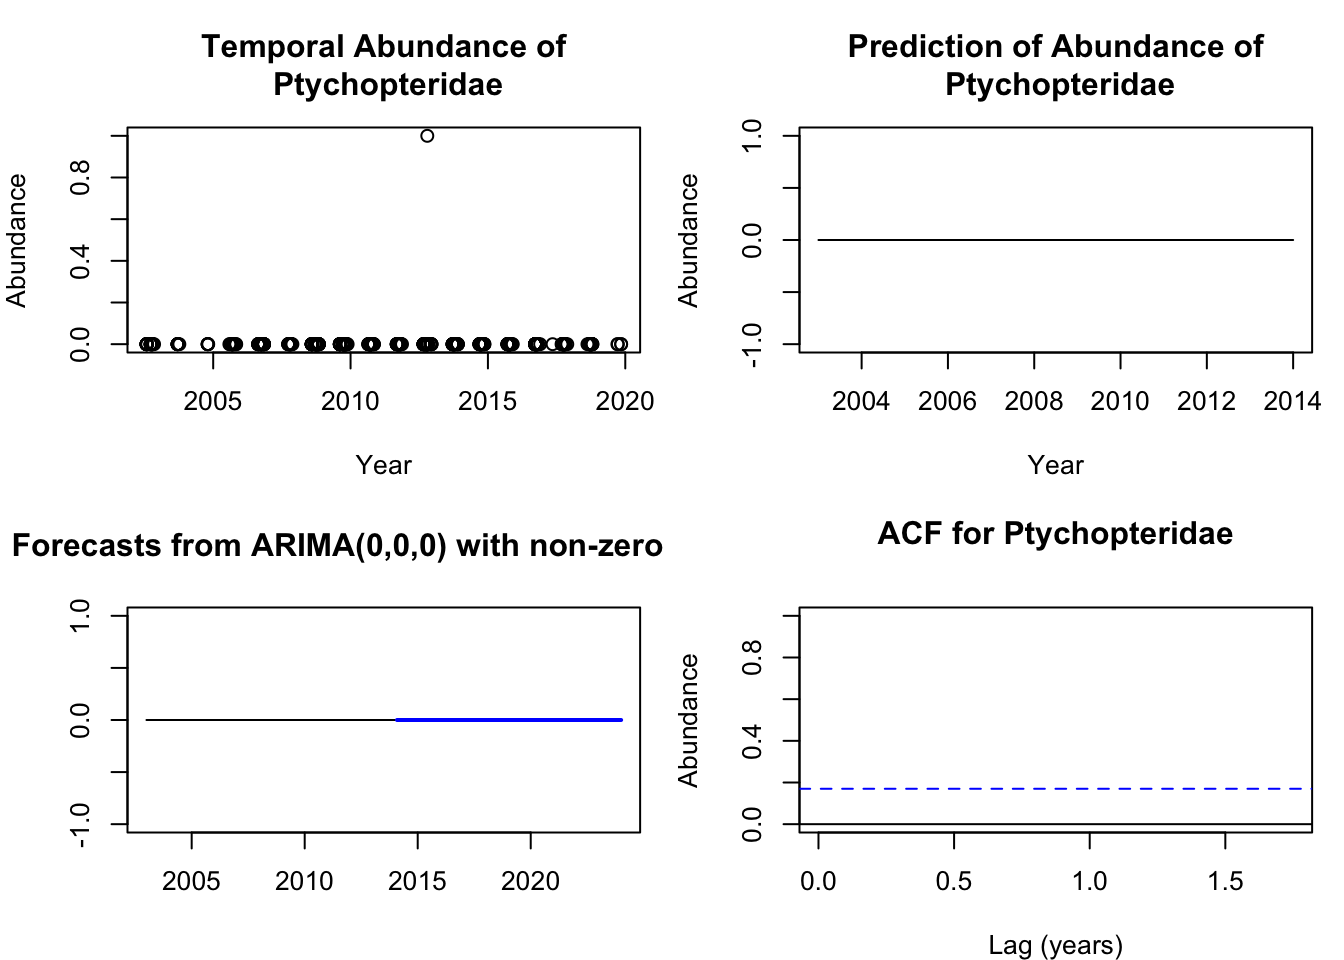 Temporal Abundance of
Ptychopteridae
Abundance
0.8
0.4
0.0
2005 2010 2015 2020
Year
Prediction of Abundance of
Ptychopteridae
Abundance
1.0
0.0
-1.0
2004 2006 2008 2010 2012 2014
Year
Forecasts from ARIMA(0,0,0) with non-zero
1.0
0.0
-1.0
2005 2010 2015 2020
ACF for Ptychopteridae
Abundance
0.8
0.4
0.0
0.0 0.5 1.0 1.5
Lag (years)